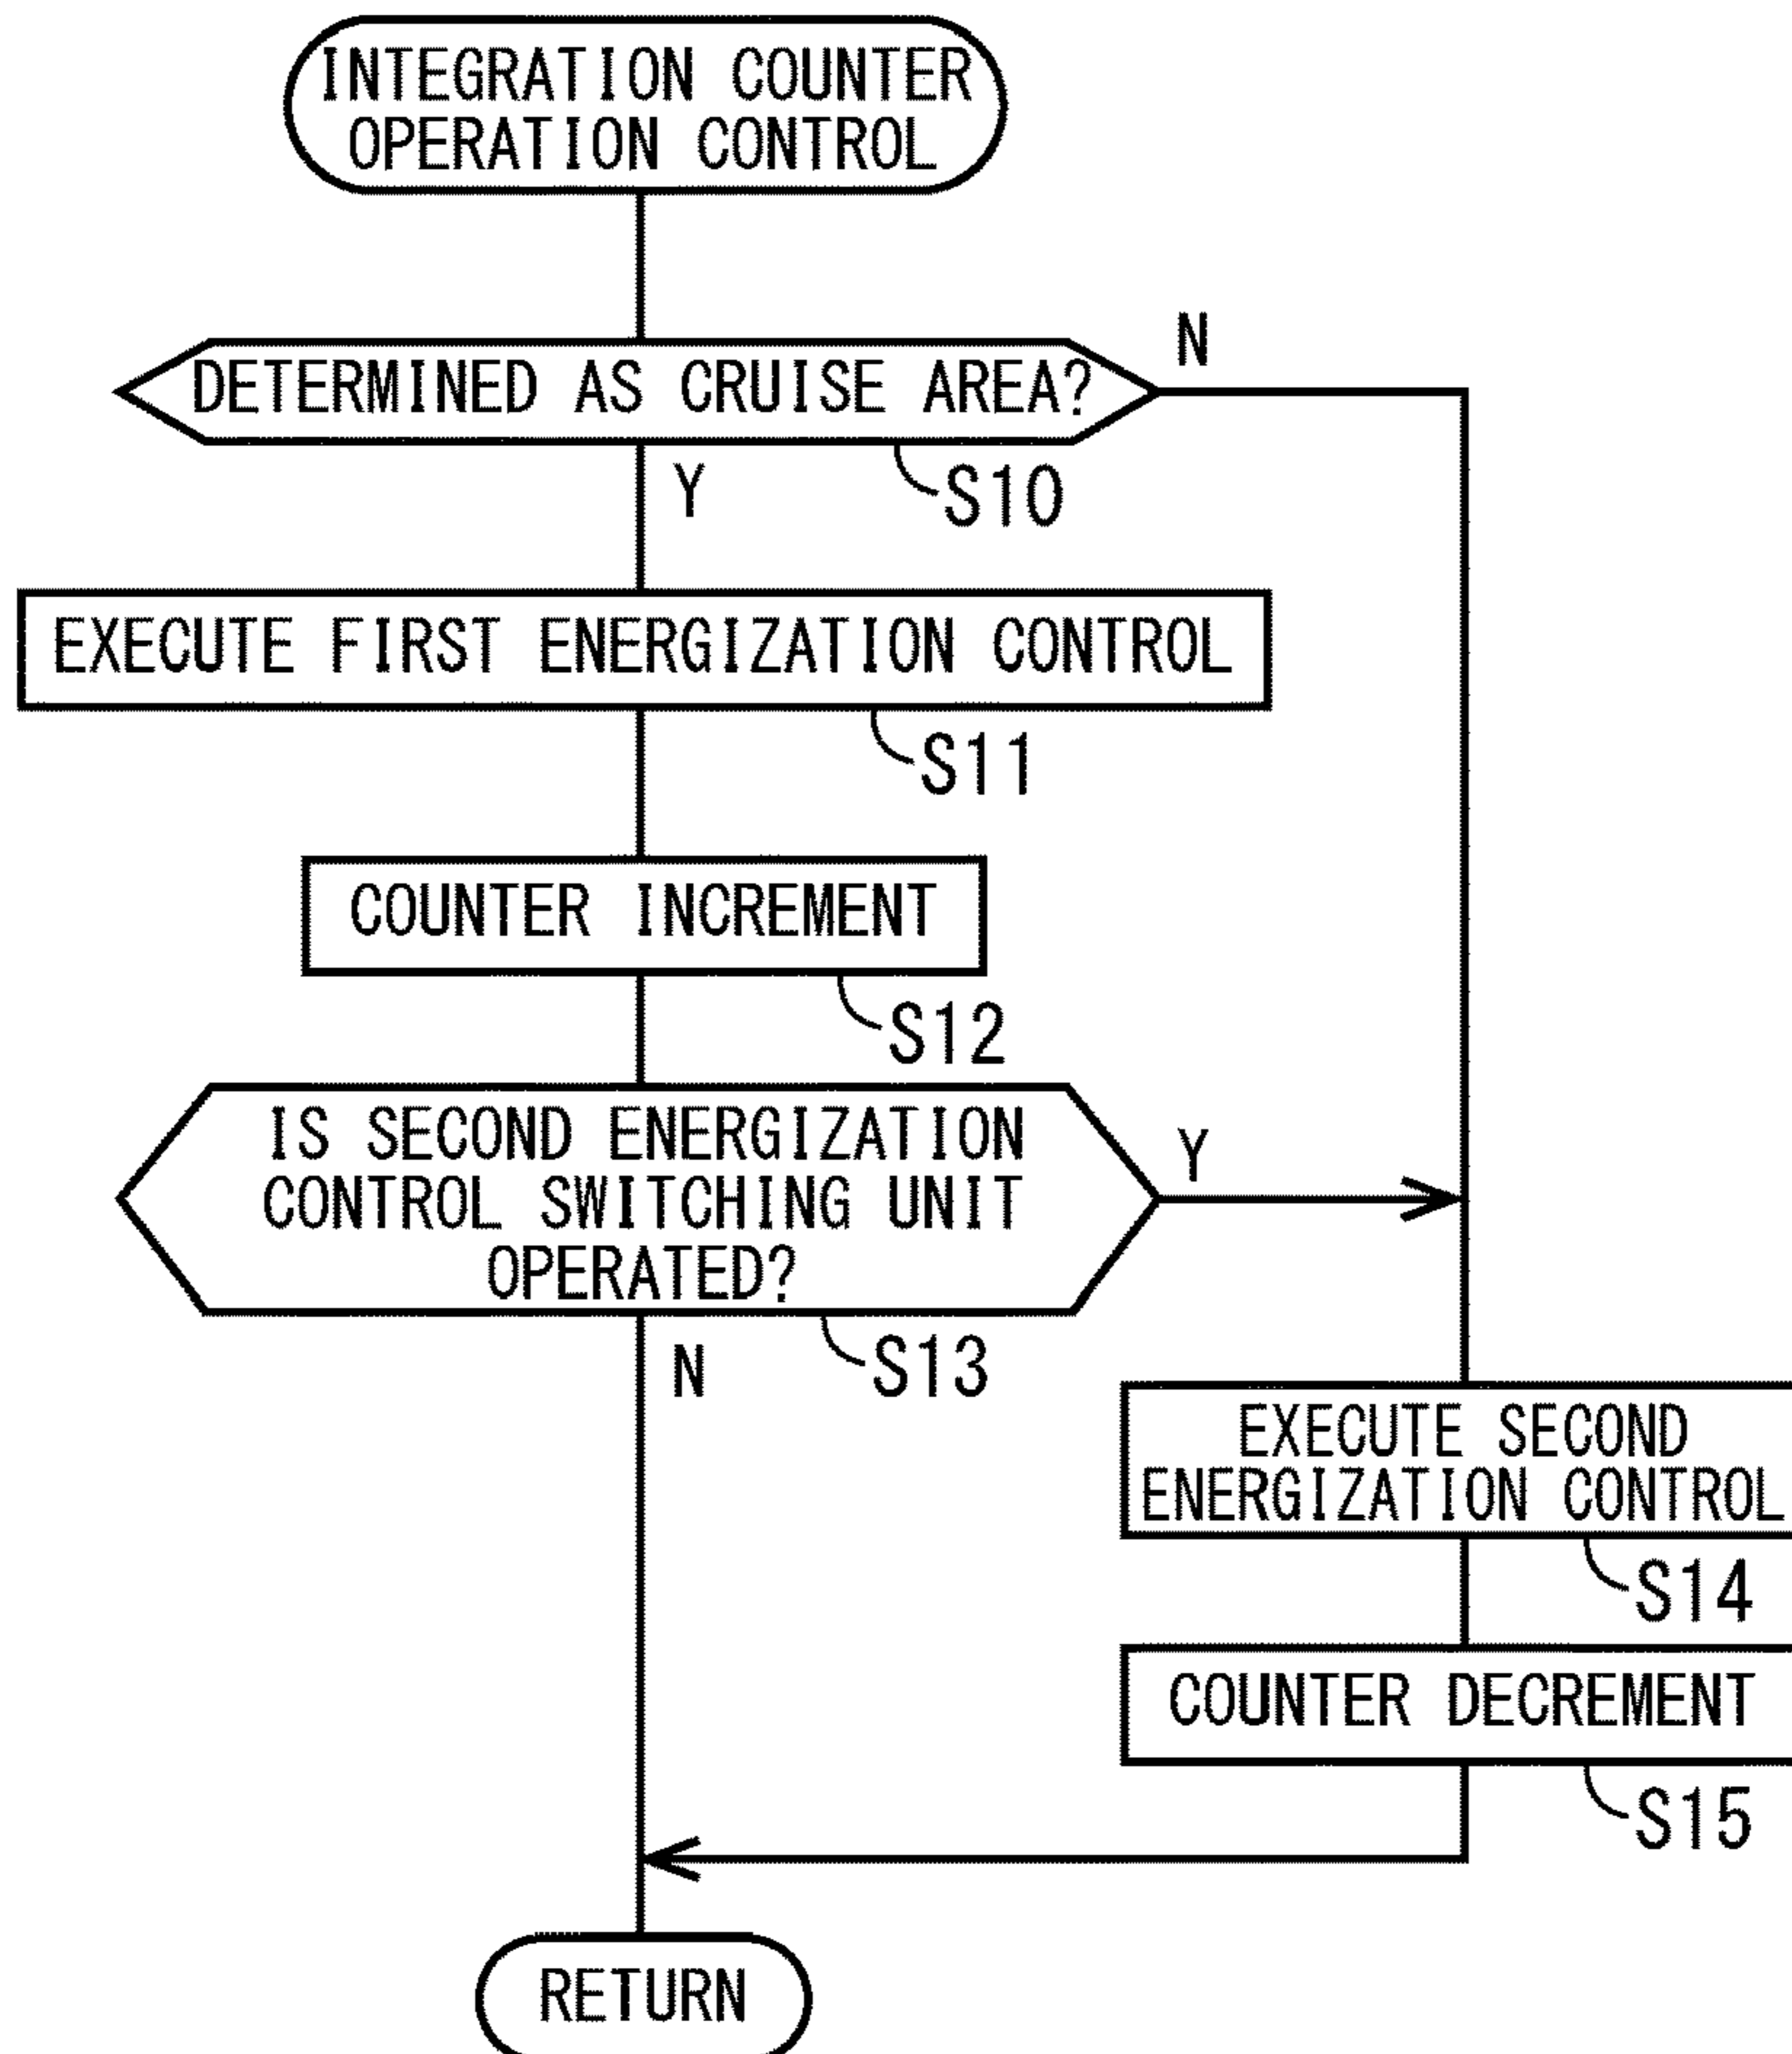 INTEGRATION COUNTER
OPERATION CONTROL
DETERMINED AS CRUISE AREA?
N
Y
S10
EXECUTE FIRST ENERGIZATION CONTROL
S11
COUNTER INCREMENT
S12
IS SECOND ENERGIZATION
CONTROL SWITCHING UNIT
OPERATED?
Y
N
S13
EXECUTE SECOND
ENERGIZATION CONTROL
S14
COUNTER DECREMENT
S15
RETURN